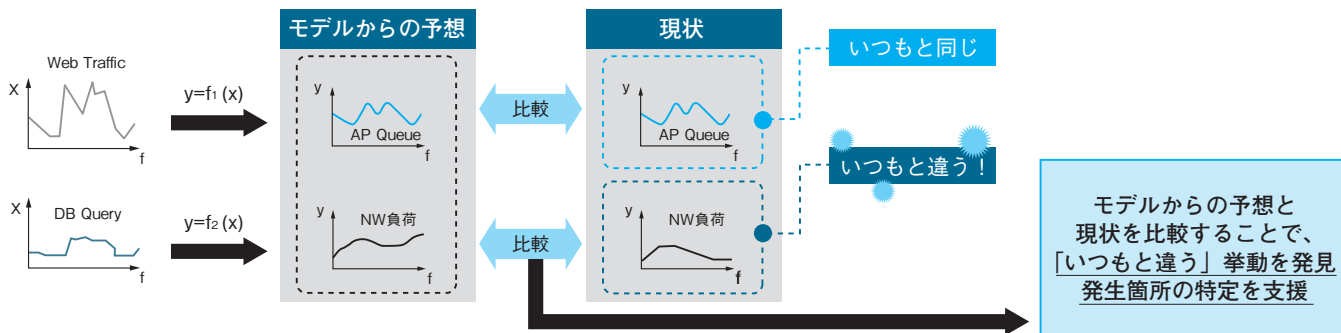 モデルからの予想
現状
いつもと同じ
Web Traffic
X
f
y=f₁(x)
y
AP Queue
f
比較
y
AP Queue
f
いつもと違う！
DB Query
X
f
y=f₂(x)
y
NW負荷
f
比較
y
NW負荷
f
モデルからの予想と
現状を比較することで、
「いつもと違う」挙動を発見
発生箇所の特定を支援